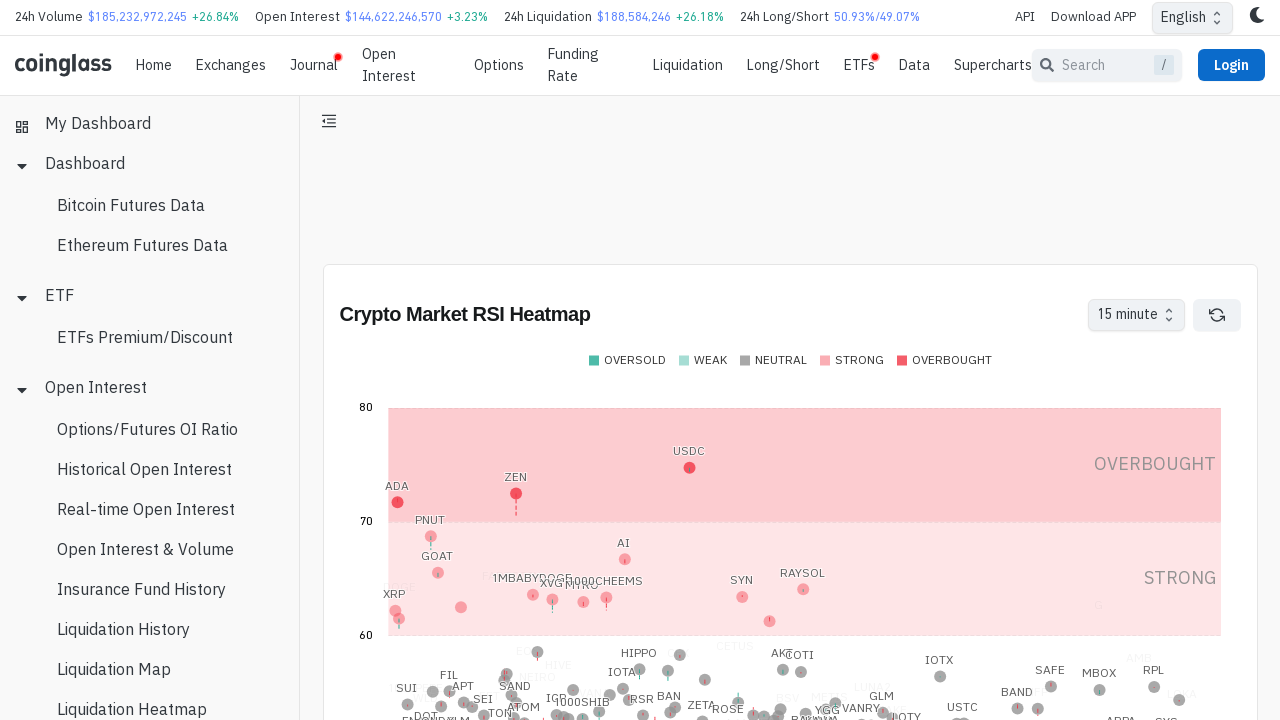 24h Volume $185,232,972,245 +26.84% Open Interest $144,622,246,570 +3.23% 24h Liquidation $188,584,246 +26.18% 24h Long/Short 50.93%/49.07% API Download APP English
coinglass Home Exchanges Journal Open Interest Options Funding Rate Liquidation Long/Short ETFs Data Supercharts Search / Login
My Dashboard
Dashboard
Bitcoin Futures Data
Ethereum Futures Data
ETF
ETFs Premium/Discount
Open Interest
Options/Futures OI Ratio
Historical Open Interest
Real-time Open Interest
Open Interest & Volume
Insurance Fund History
Liquidation History
Liquidation Map
Liquidation Heatmap
Crypto Market RSI Heatmap 15 minute
OVERSOLD WEAK NEUTRAL STRONG OVERBOUGHT
80
USDC
OVERBOUGHT
ZEN
ADA
70
PNUT
AI
GOAT
RAYSOL
STRONG
1MBABYDOGE
XVG
1000CHEEMS
SYN
XRP
60
CETUS
HIPPO
AKT
COTI
IOTX
HIVE
IOTA
SAFE
MBOX
RPL
FIL
SUI
APT
SAND
SEI
IGP
1000SHIB
RSR
BAN
GLM
BAND
ATOM
ZETA
ROSE
VANRY
YGG
TON
DOT